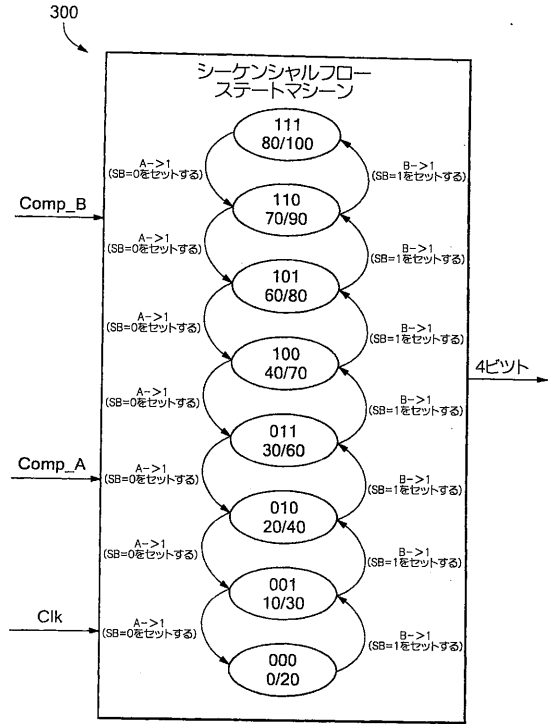 300
シーケンシャルフロー
ステートマシーン
111
80/100
A->1
(SB=0をセットする)
B->1
(SB=1をセットする)
Comp_B
110
70/90
A->1
(SB=0をセットする)
B->1
(SB=1をセットする)
101
60/80
A->1
(SB=0をセットする)
B->1
(SB=1をセットする)
100
40/70
4ビット
A->1
(SB=0をセットする)
B->1
(SB=1をセットする)
011
30/60
Comp_A
A->1
(SB=0をセットする)
B->1
(SB=1をセットする)
010
20/40
A->1
(SB=0をセットする)
B->1
(SB=1をセットする)
001
10/30
Clk
A->1
(SB=0をセットする)
B->1
(SB=1をセットする)
000
0/20